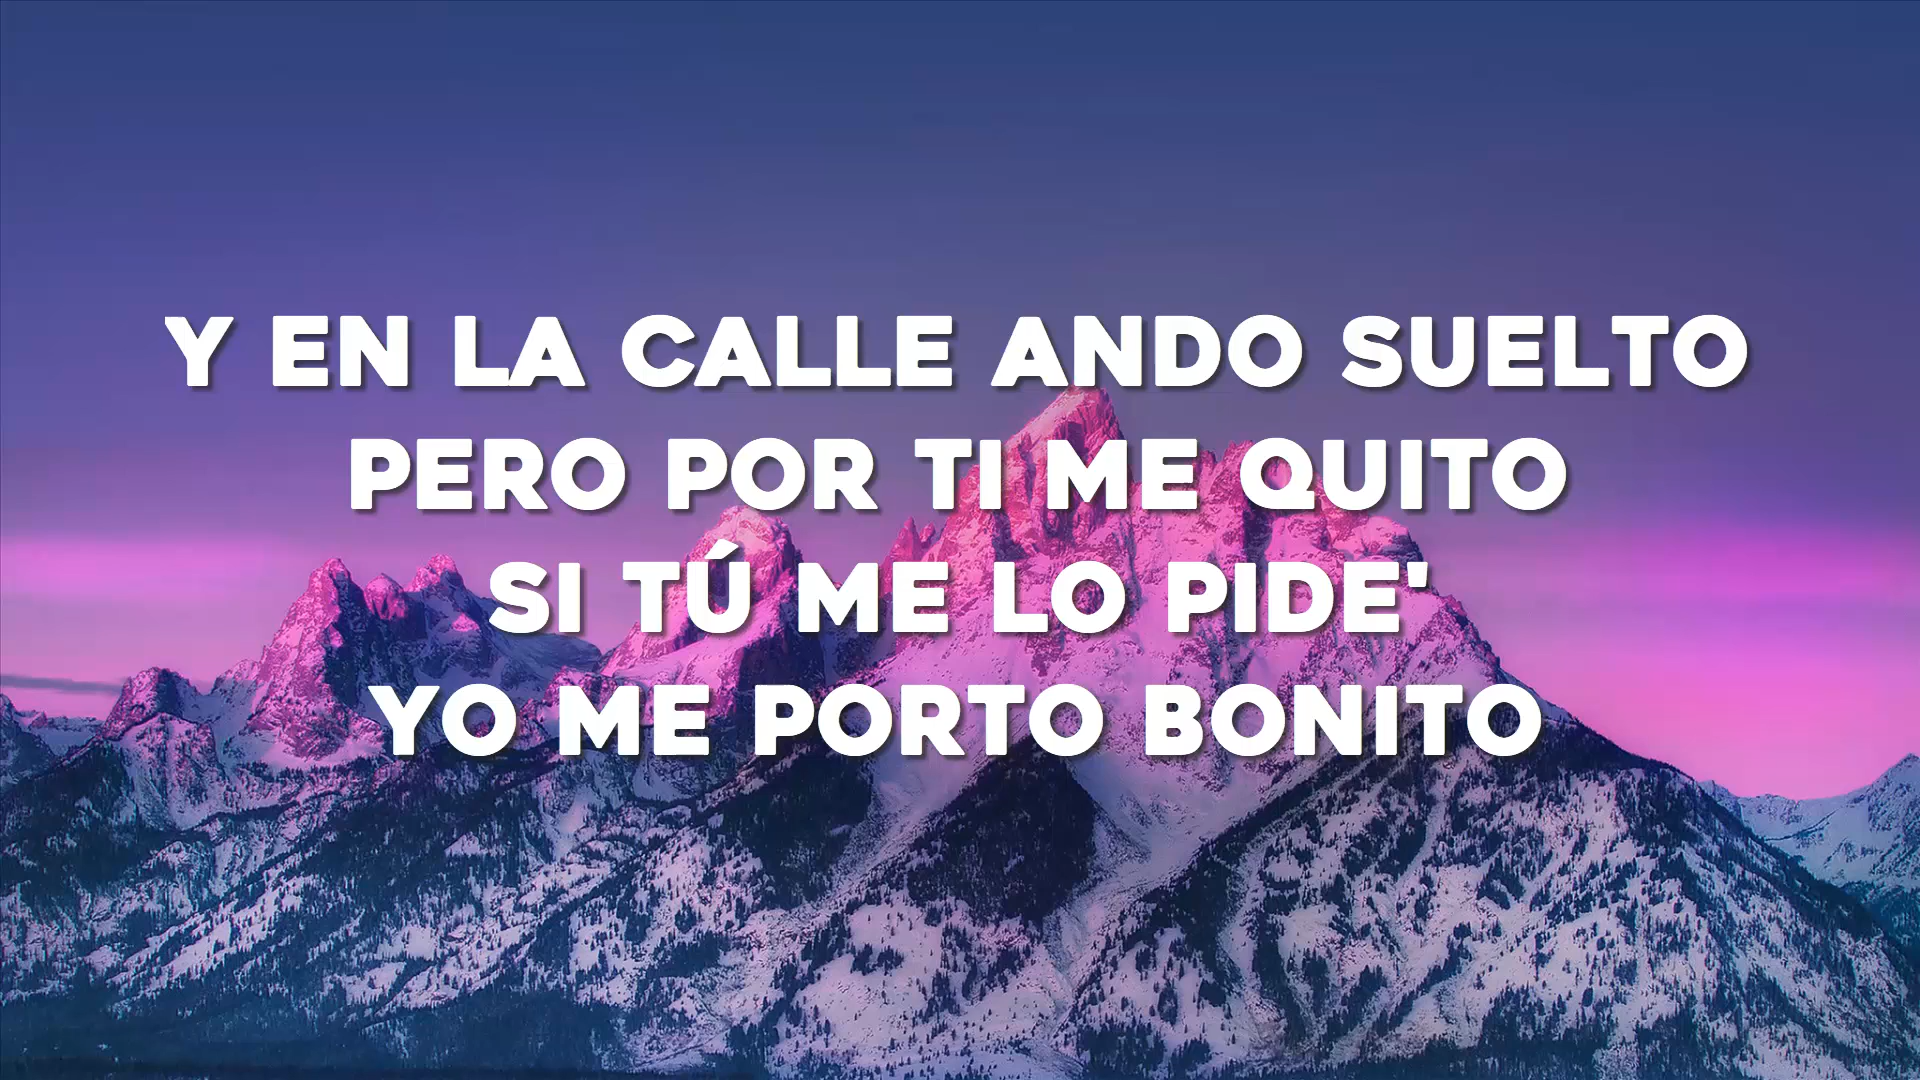 Y EN LA CALLE ANDO SUELTO
PERO POR TI ME QUITO
SI TÚ ME LO PIDE'
YO ME PORTO BONITO